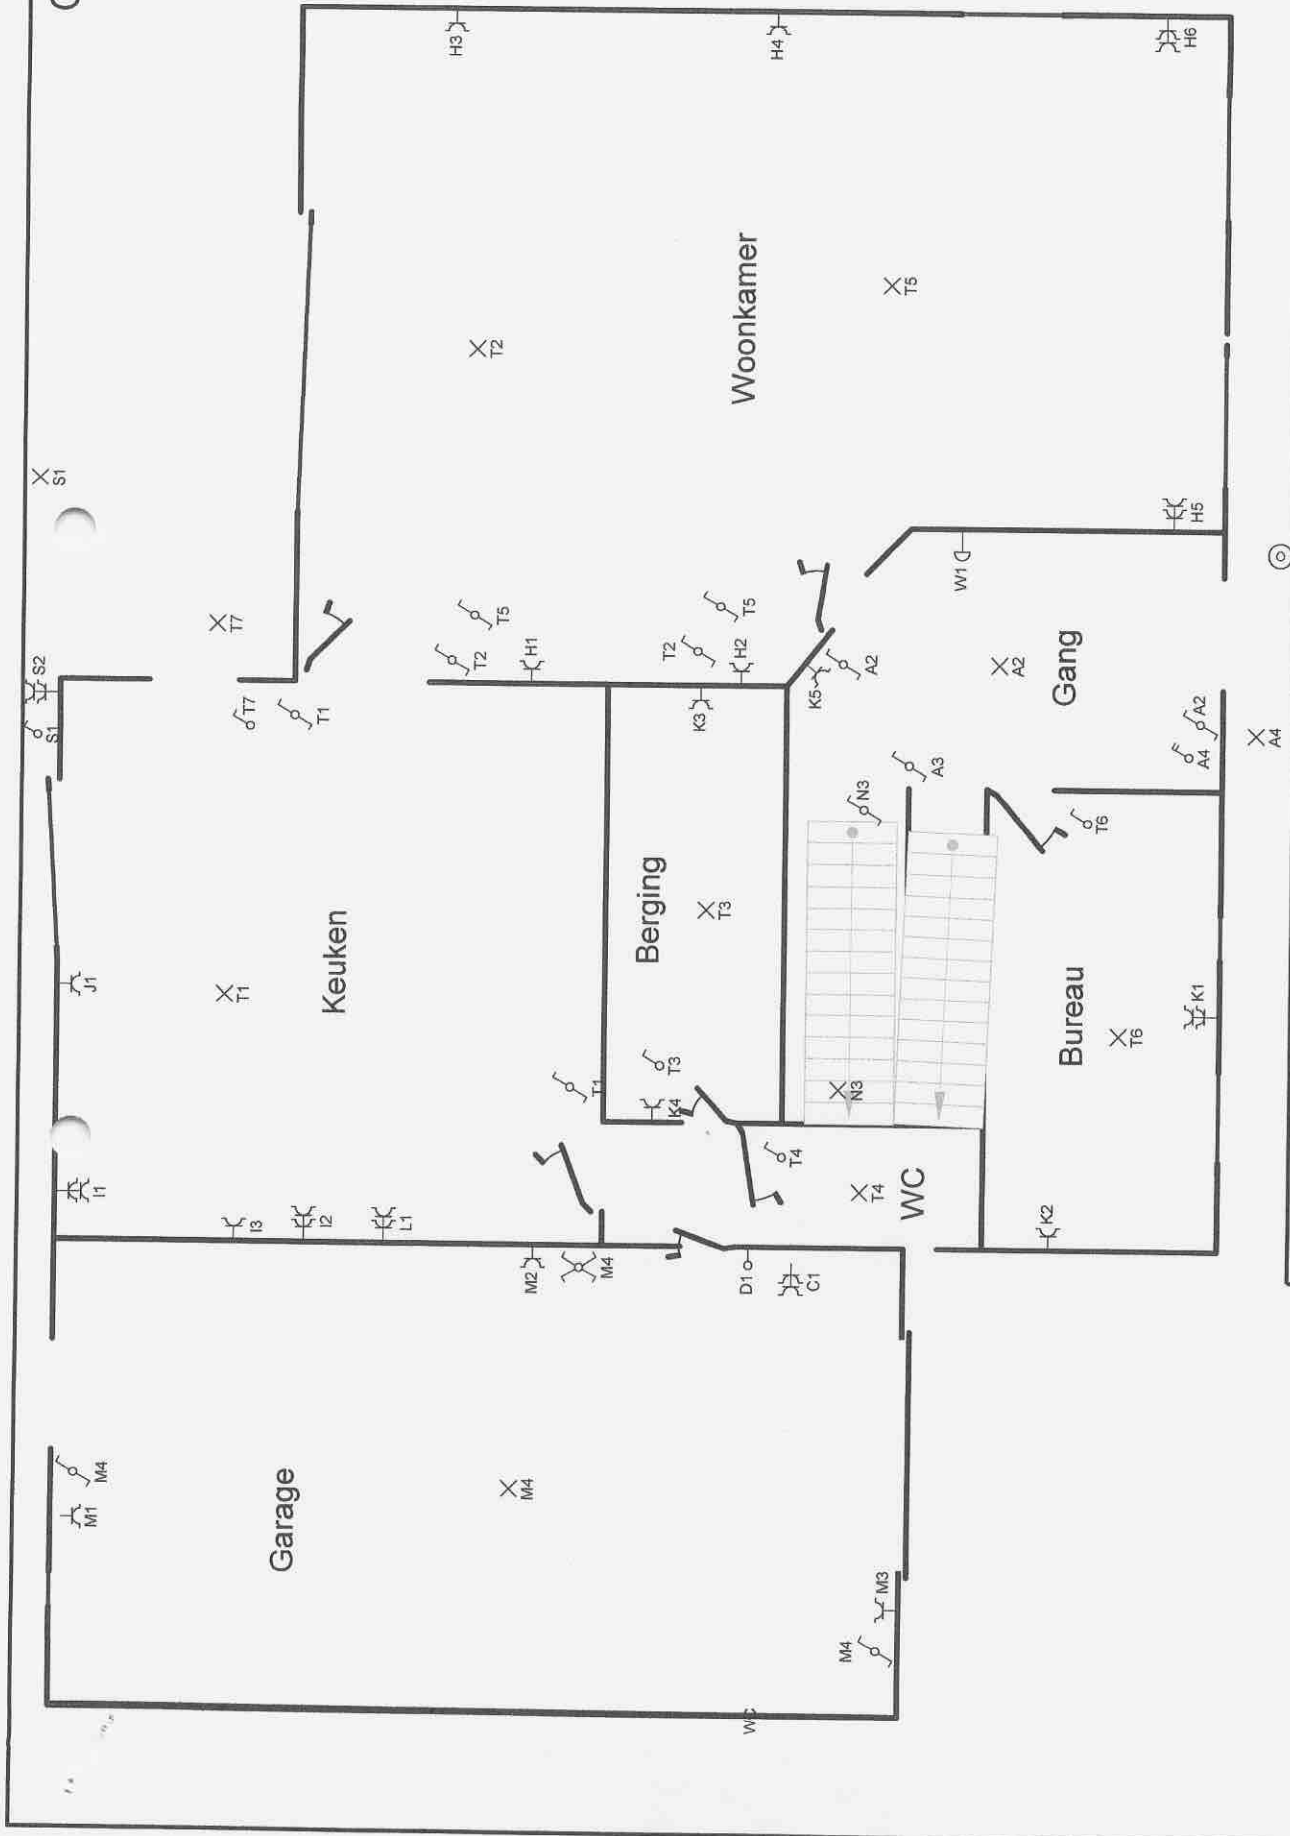 H3
H4
H6
S1
T2
Woonkamer
T5
S2
S1
T7
T7
T1
T2
T5
H1
T2
T5
H2
K3
K5
A2
W1
H5
A2
Gang
A3
N3
A4
A2
A4
J1
T1
Keuken
Berging
T3
T1
T3
K4
N3
T6
Bureau
T6
K1
I1
I3
I2
L1
T4
T4
WC
K2
M2
M4
D1
C1
M4
M1
Garage
M4
M3
M4
WC